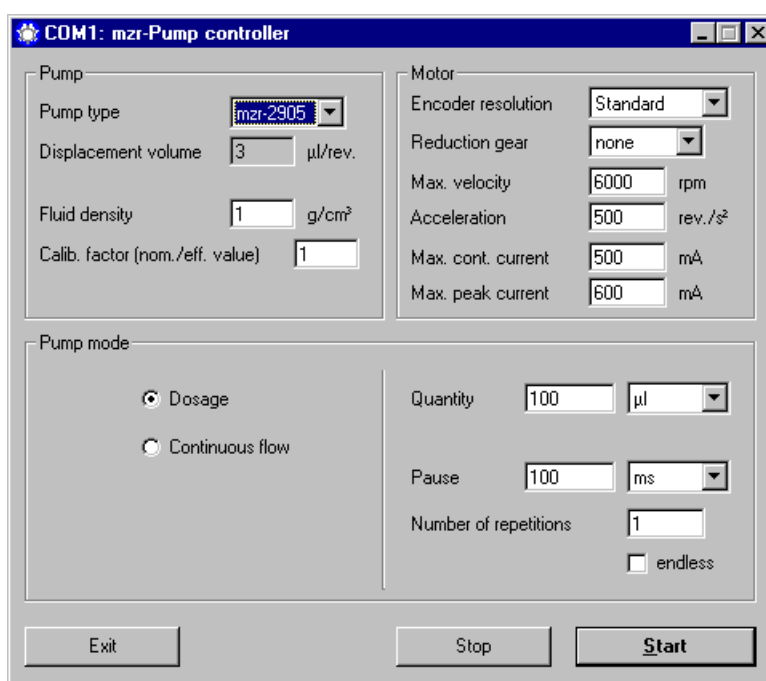 COM1: mzr-Pump controller
Pump
Pump type mzr-2905
Displacement volume 3 µl/rev.
Fluid density 1 g/cm³
Calib. factor (nom./eff. value) 1
Motor
Encoder resolution Standard
Reduction gear none
Max. velocity 6000 rpm
Acceleration 500 rev./s²
Max. cont. current 500 mA
Max. peak current 600 mA
Pump mode
Dosage
Continuous flow
Quantity 100 µl
Pause 100 ms
Number of repetitions 1
endless
Exit Stop Start